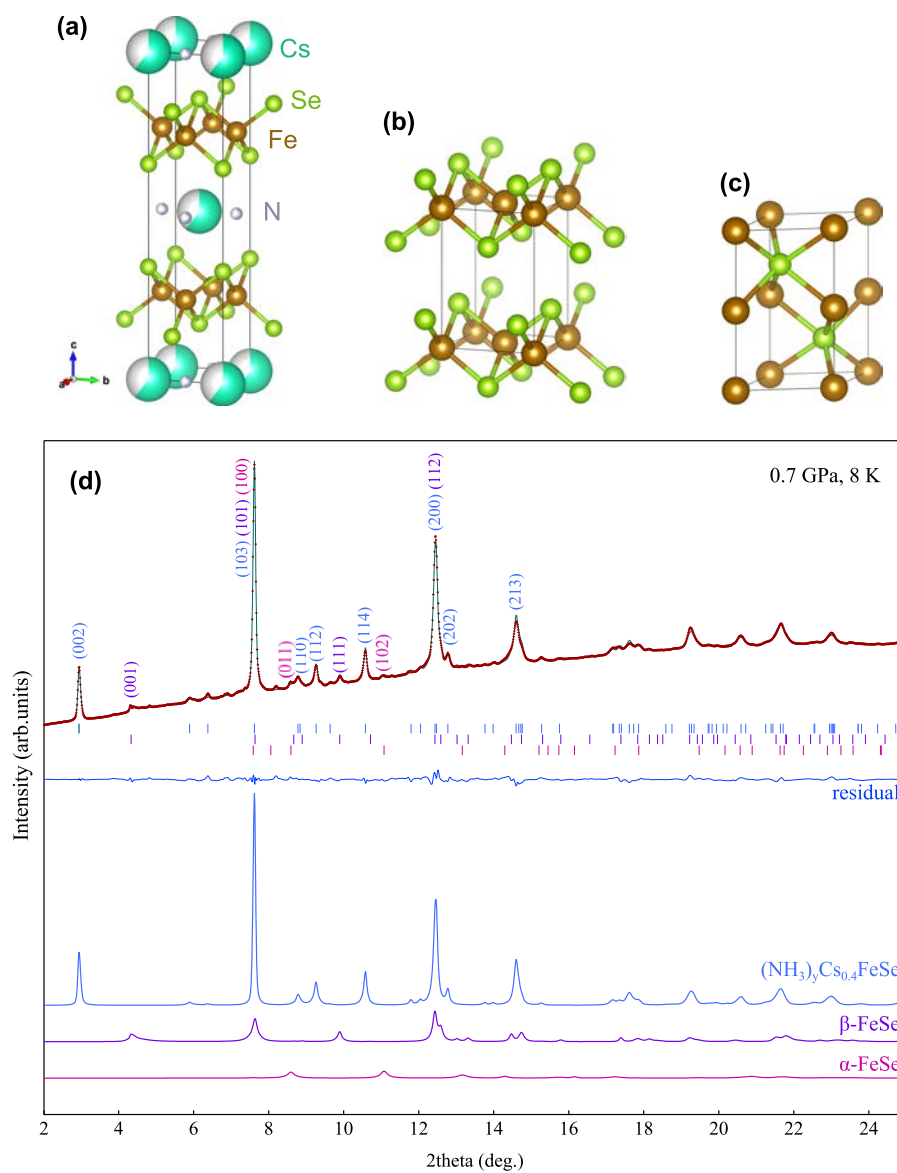 (a)
Cs
Se
Fe
N
c
a
b
(b)
(c)
(d)
0.7 GPa, 8 K
(002)
(001)
(103) (101) (100)
(011)
(110)
(112)
(111)
(114)
(102)
(200) (112)
(202)
(213)
Intensity (arb.units)
residual
(NH₃)ᵧCs₀.₄FeSe
β-FeSe
α-FeSe
2 4 6 8 10 12 14 16 18 20 22 24
2theta (deg.)